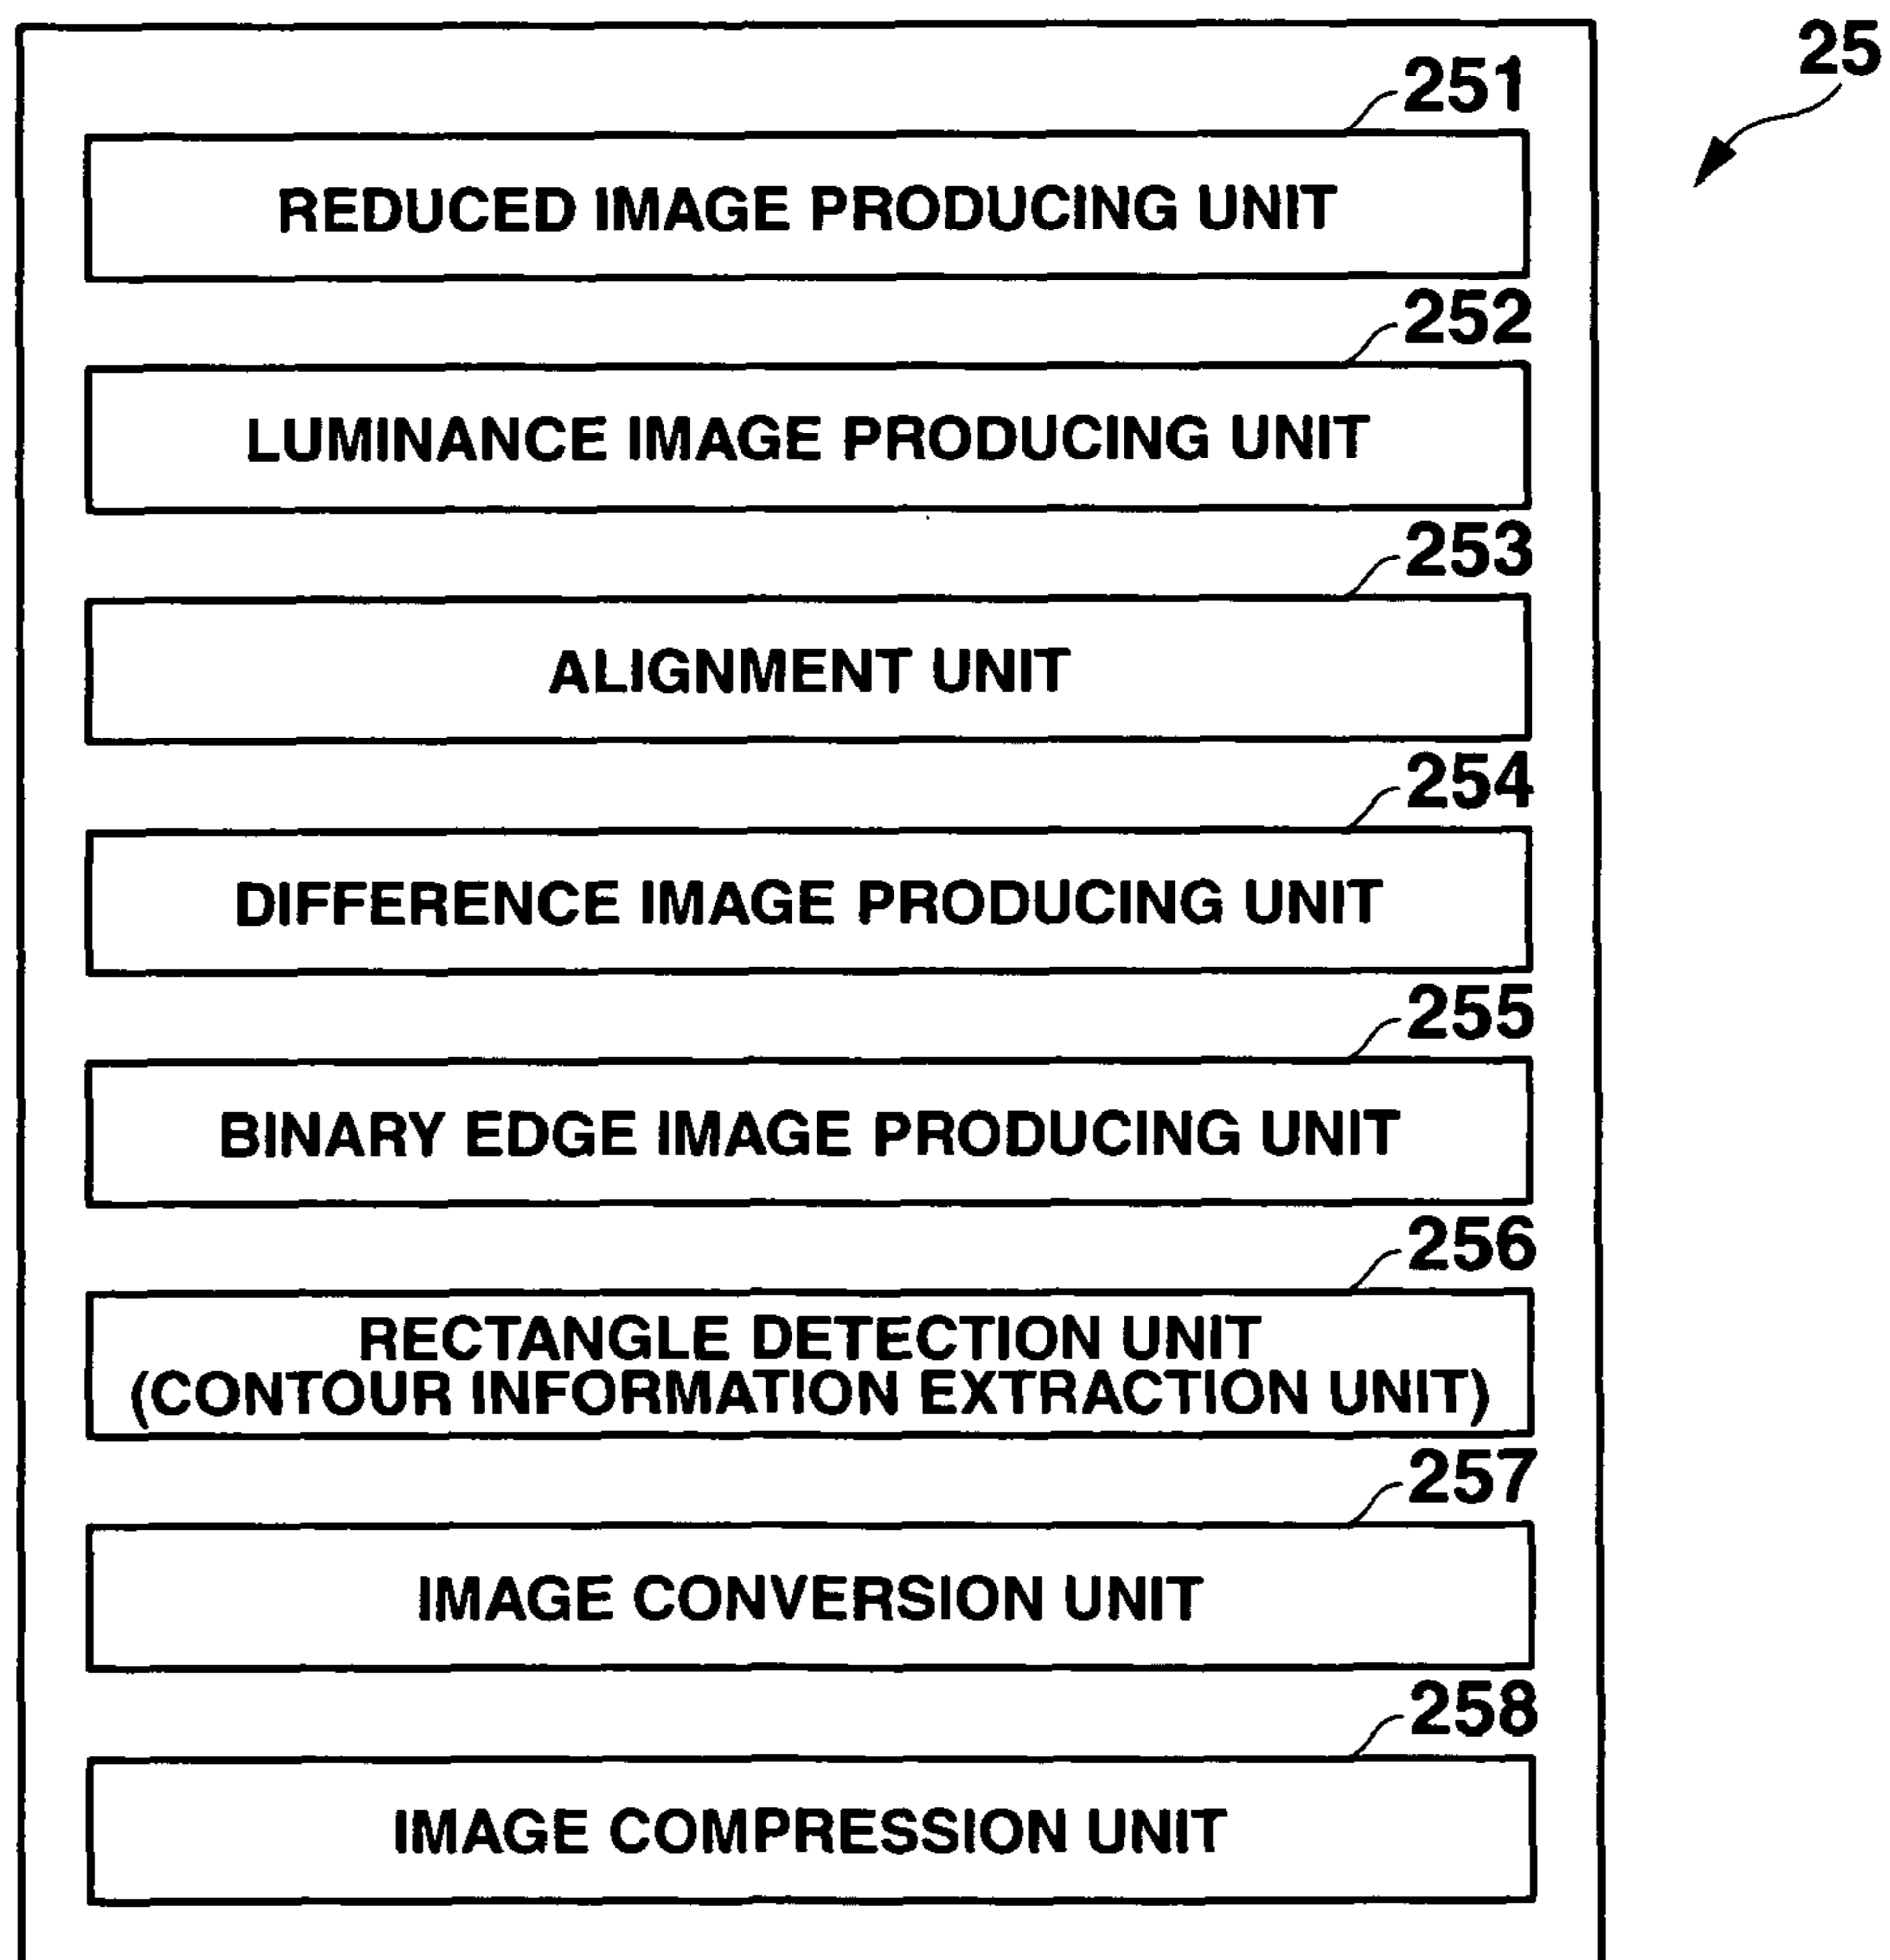 25
251
REDUCED IMAGE PRODUCING UNIT
252
LUMINANCE IMAGE PRODUCING UNIT
253
ALIGNMENT UNIT
254
DIFFERENCE IMAGE PRODUCING UNIT
255
BINARY EDGE IMAGE PRODUCING UNIT
256
RECTANGLE DETECTION UNIT
(CONTOUR INFORMATION EXTRACTION UNIT)
257
IMAGE CONVERSION UNIT
258
IMAGE COMPRESSION UNIT